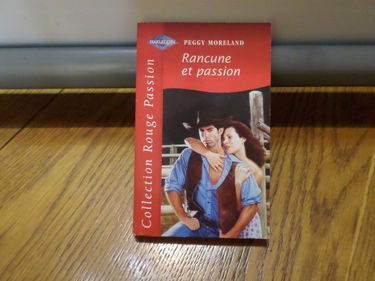 HARLEQUIN
PEGGY MORELAND
Rancune
et passion
Collection Rouge Passion